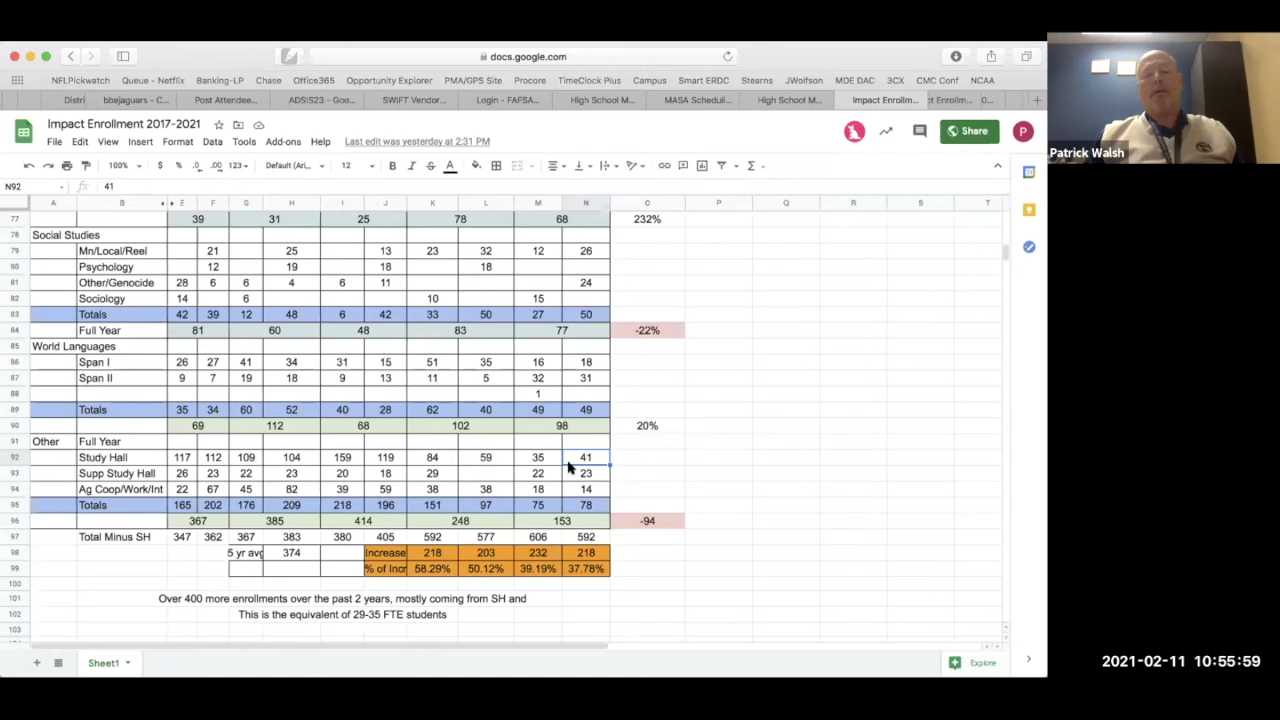 docs.google.com
NFLPickwatch Queue - Netflix Banking-LP Chase Office365 Opportunity Explorer PMA/GPS Site Procore TimeClock Plus Campus Smart ERDC Stearns JWolfson MDE DAC 3CX CMC Conf NCAA
Distri bbejaguars - C... Post Attendee... ADSIS23 - Goo... SWIFT Vendor... Login - FAFSA... High School M... MASA Scheduli... High School M... Impact Enrollm...
Impact Enrollment 2017-2021
File Edit View Insert Format Data Tools Add-ons Help Last edit was yesterday at 2:31 PM
Share P
100% $ % .0 .00 123 Default (Ari... 12 B I S A
N92 fx 41
A B E F G H I J K L M N O P Q R S T
77 39 31 25 78 68 232%
78 Social Studies
79 Mn/Local/Reel 21 25 13 23 32 12 26
80 Psychology 12 19 18 18
81 Other/Genocide 28 6 6 4 6 11 24
82 Sociology 14 6 10 15
83 Totals 42 39 12 48 6 42 33 50 27 50
84 Full Year 81 60 48 83 77 -22%
85 World Languages
86 Span I 26 27 41 34 31 15 51 35 16 18
87 Span II 9 7 19 18 9 13 11 5 32 31
88 1
89 Totals 35 34 60 52 40 28 62 40 49 49
90 69 112 68 102 98 20%
91 Other Full Year
92 Study Hall 117 112 109 104 159 119 84 59 35 41
93 Supp Study Hall 26 23 22 23 20 18 29 22 23
94 Ag Coop/Work/Int 22 67 45 82 39 59 38 38 18 14
95 Totals 165 202 176 209 218 196 151 97 75 78
96 367 385 414 248 153 -94
97 Total Minus SH 347 362 367 383 380 405 592 577 606 592
98 5 yr avg 374 Increase 218 203 232 218
99 % of Incr 58.29% 50.12% 39.19% 37.78%
100
101 Over 400 more enrollments over the past 2 years, mostly coming from SH and
102 This is the equivalent of 29-35 FTE students
103
Sheet1
Explore
Patrick Walsh
2021-02-11 10:55:59